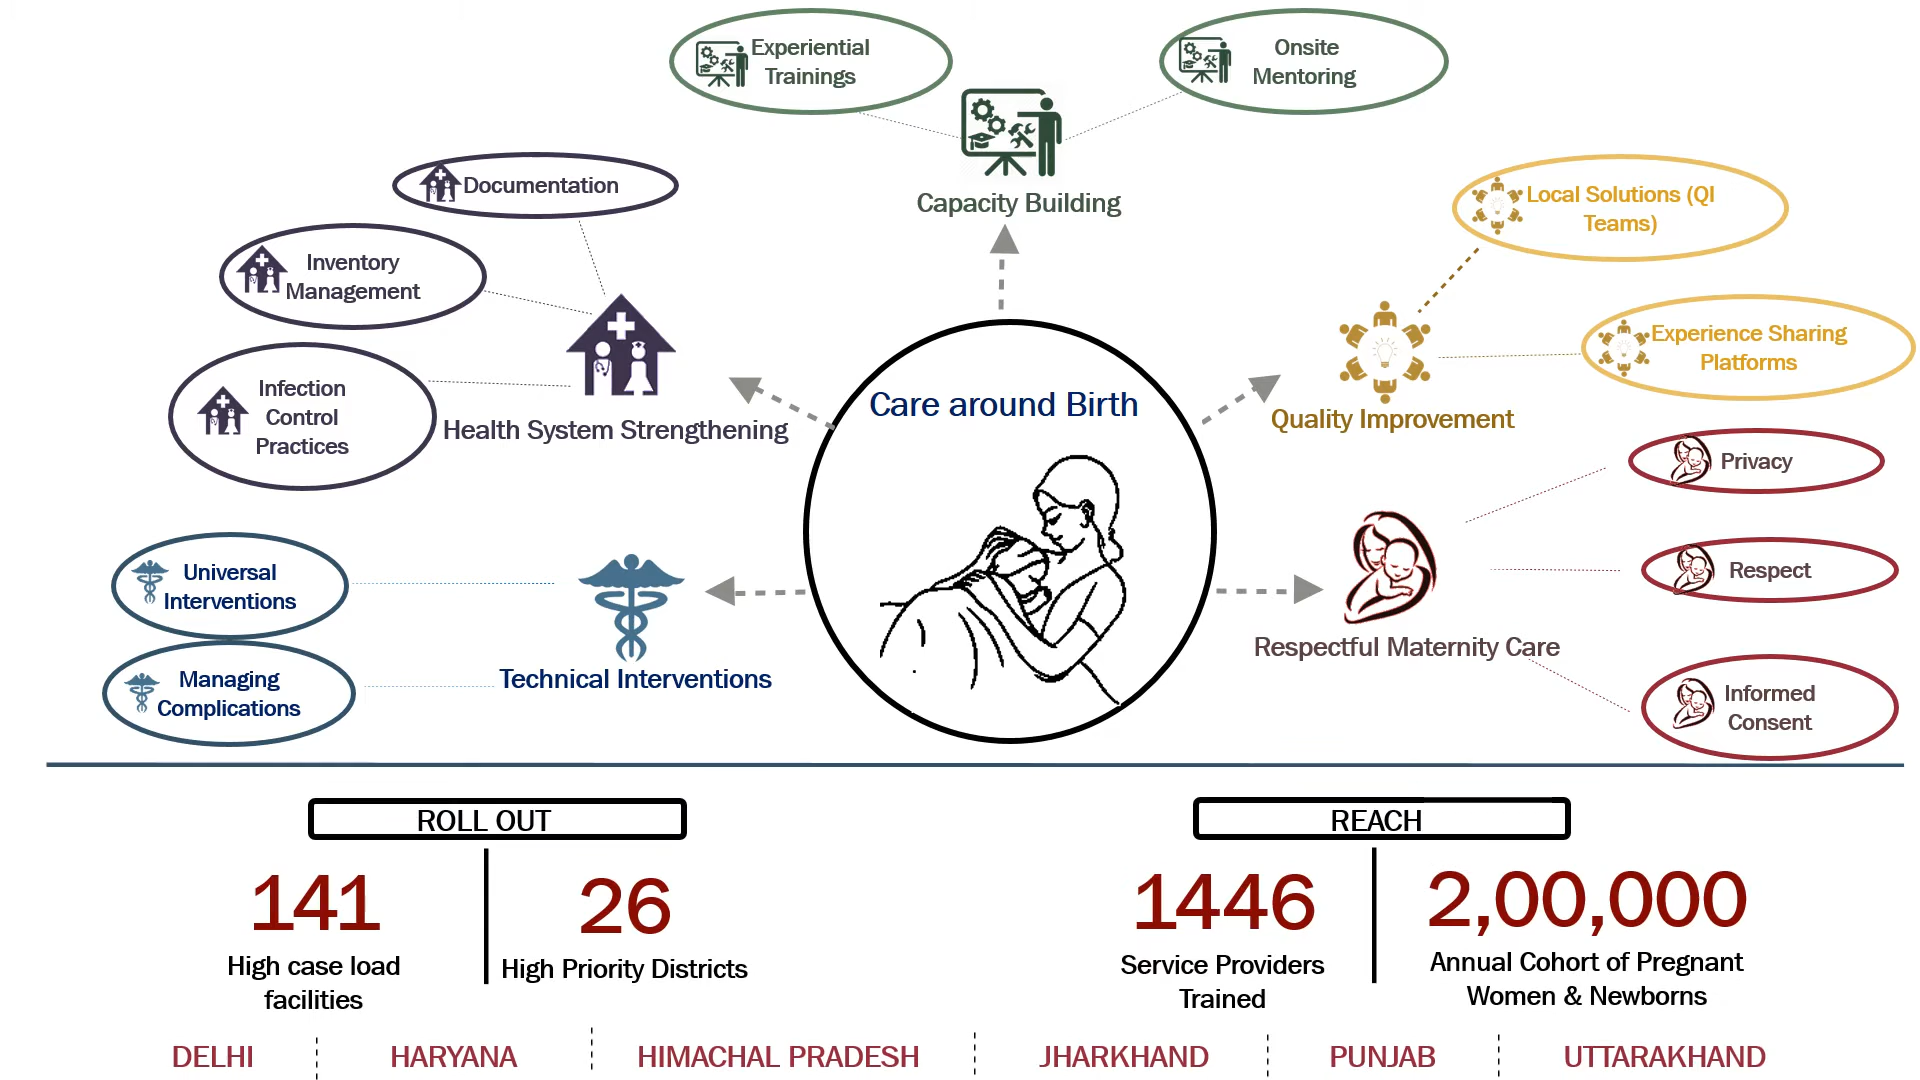 Experiential
Trainings
Onsite
Mentoring
Capacity Building
Documentation
Inventory
Management
Infection
Control
Practices
Health System Strengthening
Local Solutions (QI
Teams)
Experience Sharing
Platforms
Quality Improvement
Care around Birth
Privacy
Respect
Informed
Consent
Respectful Maternity Care
Universal
Interventions
Managing
Complications
Technical Interventions
ROLL OUT
141
High case load
facilities
26
High Priority Districts
REACH
1446
Service Providers
Trained
2,00,000
Annual Cohort of Pregnant
Women & Newborns
DELHI
HARYANA
HIMACHAL PRADESH
JHARKHAND
PUNJAB
UTTARAKHAND